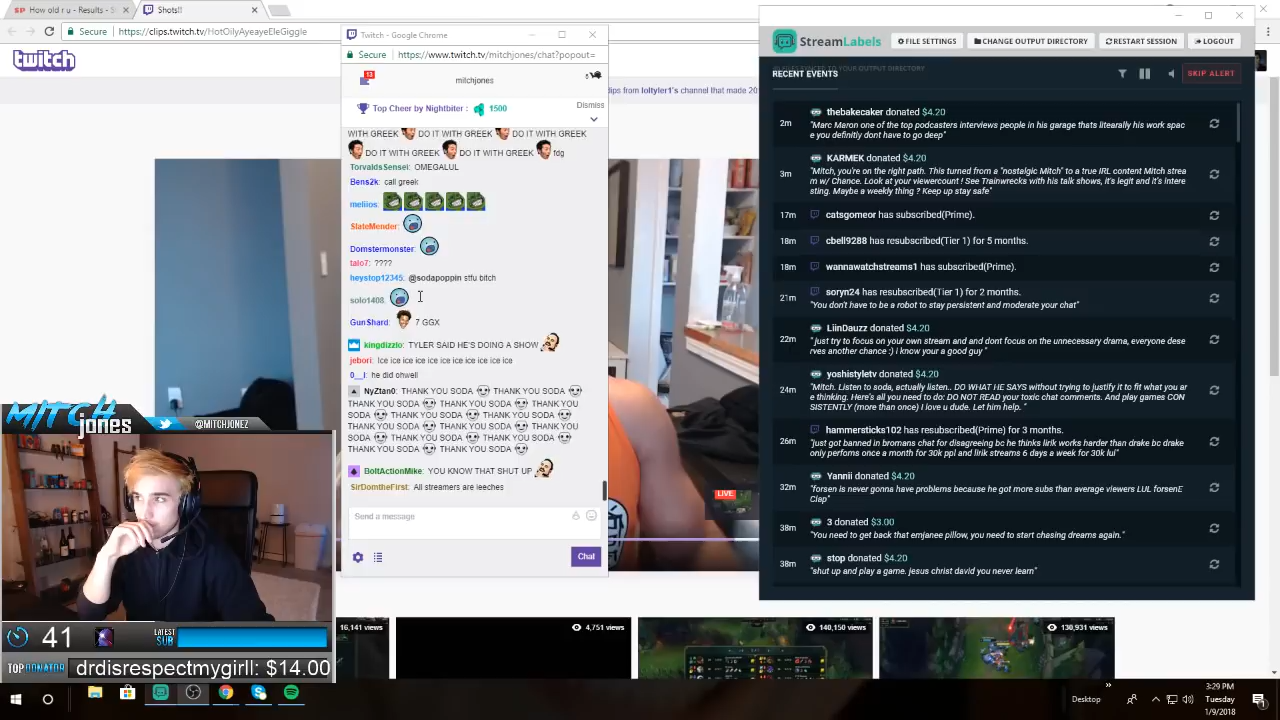 How old r u - Results - S
Shots!!
Secure
https://clips.twitch.tv/HotOilyAyeayeEleGiggle
twitch
Twitch - Google Chrome
Secure
https://www.twitch.tv/mitchjones/chat?popout=
13
mitchjones
Top Cheer by Nightbiter : 1500
Dismiss
lips from loltyler1's channel that made 20
WITH GREEK DO IT WITH GREEK DO IT WITH GREEK
DO IT WITH GREEK DO IT WITH GREEK fdg
TorvaldsSensei: OMEGALUL
Bens2k: call greek
meliios:
SlateMender:
Domstermonster:
talo7: ????
heystop12345: @sodapoppin stfu bitch
solo1408:
GunShard: 7 GGX
kingdizzlo: TYLER SAID HE'S DOING A SHOW
jebori: Ice ice ice ice ice ice ice ice ice ice ice
0__I: he did ohwell
NyZtan0: THANK YOU SODA THANK YOU SODA
THANK YOU SODA THANK YOU SODA THANK YOU
SODA THANK YOU SODA THANK YOU SODA
THANK YOU SODA THANK YOU SODA THANK YOU
SODA THANK YOU SODA THANK YOU SODA
THANK YOU SODA THANK YOU SODA
BoltActionMike: YOU KNOW THAT SHUT UP
SirDomtheFirst: All streamers are leeches
Send a message
Chat
StreamLabels
FILE SETTINGS
CHANGE OUTPUT DIRECTORY
RESTART SESSION
LOGOUT
RECENT EVENTS
SKIP ALERT
2m
thebakecaker donated $4.20
"Marc Maron one of the top podcasters interviews people in his garage thats litearally his work spac
e you definitly dont have to go deep"
3m
KARMEK donated $4.20
"Mitch, you're on the right path. This turned from a "nostalgic Mitch" to a true IRL content Mitch strea
m w/ Chance. Look at your viewercount! See Trainwrecks with his talk shows, it's legit and it's intere
sting. Maybe a weekly thing ? Keep up stay safe"
17m
catsgomeor has subscribed(Prime).
18m
cbell9288 has resubscribed(Tier 1) for 5 months.
18m
wannawatchstreams1 has subscribed(Prime).
21m
soryn24 has resubscribed(Tier 1) for 2 months.
"You don't have to be a robot to stay persistent and moderate your chat"
22m
LiinDauzz donated $4.20
" just try to focus on your own stream and and dont focus on the unnecessary drama, everyone dese
rves another chance :) i know your a good guy "
24m
yoshistyletv donated $4.20
"Mitch. Listen to soda, actually listen.. DO WHAT HE SAYS without trying to justify it to fit what you ar
e thinking. Here's all you need to do: DO NOT READ your toxic chat comments. And play games CON
SISTENTLY (more than once) I love u dude. Let him help. "
26m
hammersticks102 has resubscribed(Prime) for 3 months.
"just got banned in bromans chat for disagreeing bc he thinks lirik works harder than drake bc drake
only perfoms once a month for 30k ppl and lirik streams 6 days a week for 30k lul"
32m
Yannii donated $4.20
"forsen is never gonna have problems because he got more subs than average viewers LUL forsenE
Clap"
38m
3 donated $3.00
"You need to get back that emjanee pillow, you need to start chasing dreams again."
38m
stop donated $4.20
"shut up and play a game. jesus christ david you never learn"
LIVE
MITCH
jones
@MITCHJONEZ
41
LATEST
SUB
TOP DONATOR
drdisrespectmygirll: $14.00
16,141 views
4,751 views
140,150 views
130,931 views
Desktop
3:29 PM
Tuesday
1/9/2018